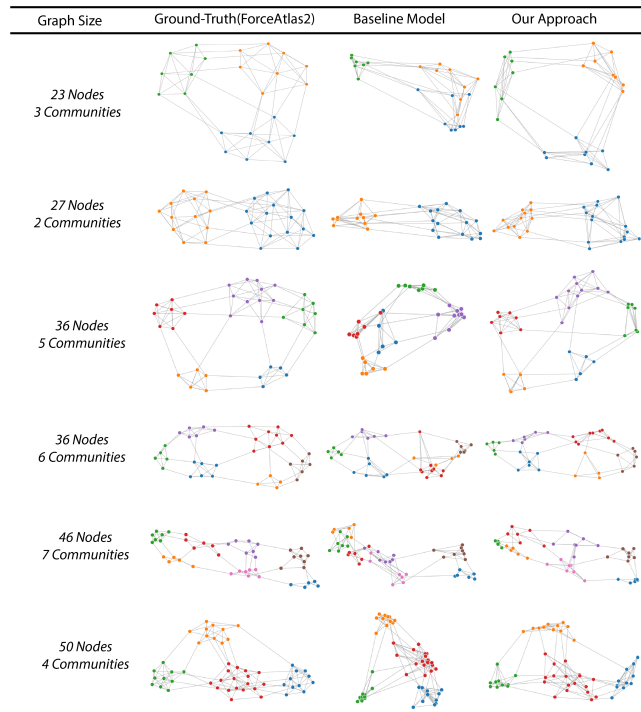 Graph Size Ground-Truth(ForceAtlas2) Baseline Model Our Approach
23 Nodes
3 Communities
27 Nodes
2 Communities
36 Nodes
5 Communities
36 Nodes
6 Communities
46 Nodes
7 Communities
50 Nodes
4 Communities